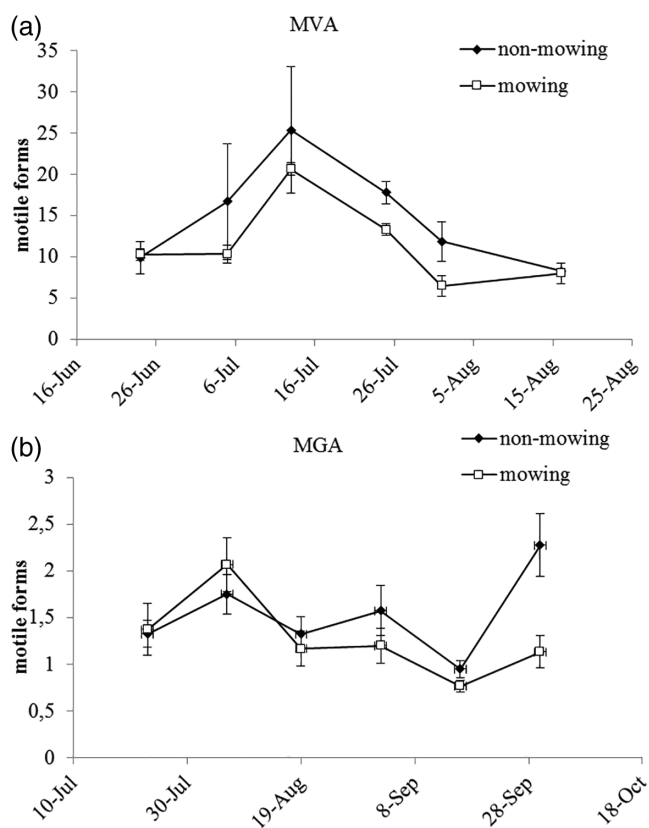 (a)
MVA
non-mowing
mowing
motile forms
35
30
25
20
15
10
5
0
16-Jun
26-Jun
6-Jul
16-Jul
26-Jul
5-Aug
15-Aug
25-Aug
(b)
MGA
non-mowing
mowing
motile forms
3
2,5
2
1,5
1
0,5
0
10-Jul
30-Jul
19-Aug
8-Sep
28-Sep
18-Oct